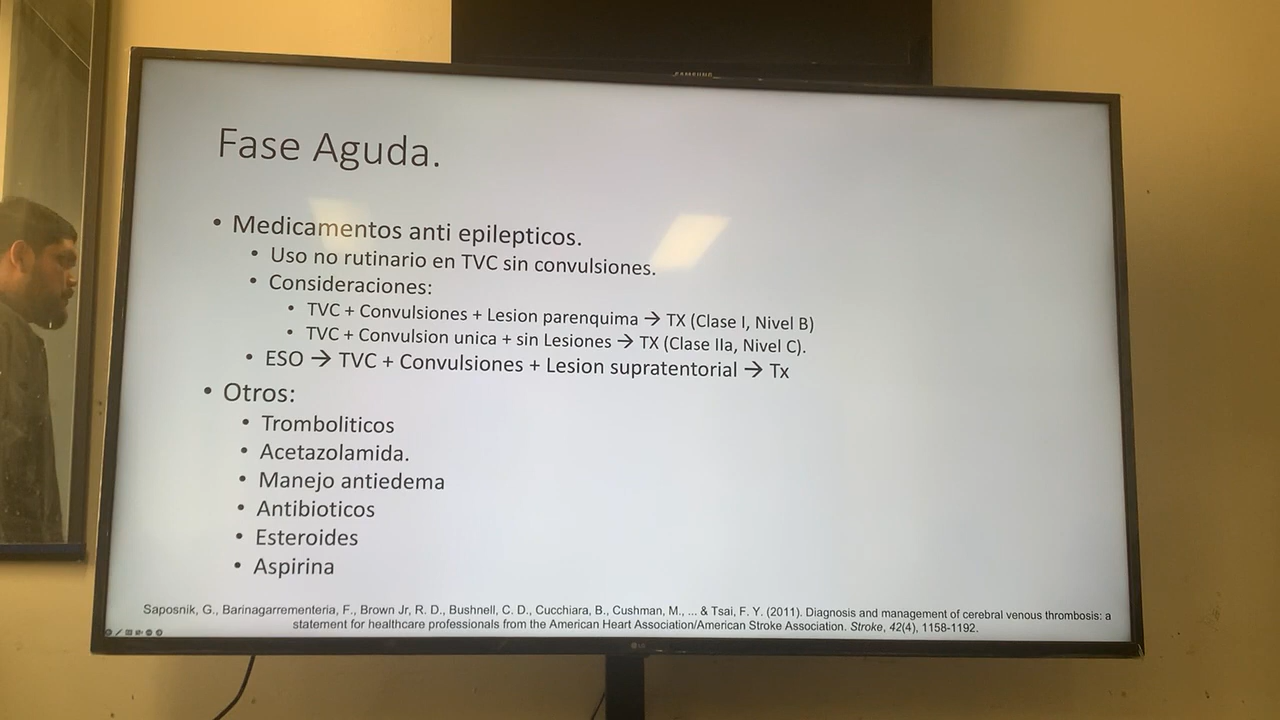 SAMSUNG
Fase Aguda.
• Medicamentos anti epilepticos.
• Uso no rutinario en TVC sin convulsiones.
• Consideraciones:
• TVC + Convulsiones + Lesion parenquima → TX (Clase I, Nivel B)
• TVC + Convulsion unica + sin Lesiones → TX (Clase IIa, Nivel C).
• ESO → TVC + Convulsiones + Lesion supratentorial → Tx
• Otros:
• Tromboliticos
• Acetazolamida.
• Manejo antiedema
• Antibioticos
• Esteroides
• Aspirina
Saposnik, G., Barinagarrementeria, F., Brown Jr, R. D., Bushnell, C. D., Cucchiara, B., Cushman, M., ... & Tsai, F. Y. (2011). Diagnosis and management of cerebral venous thrombosis: a
statement for healthcare professionals from the American Heart Association/American Stroke Association. Stroke, 42(4), 1158-1192.
LG